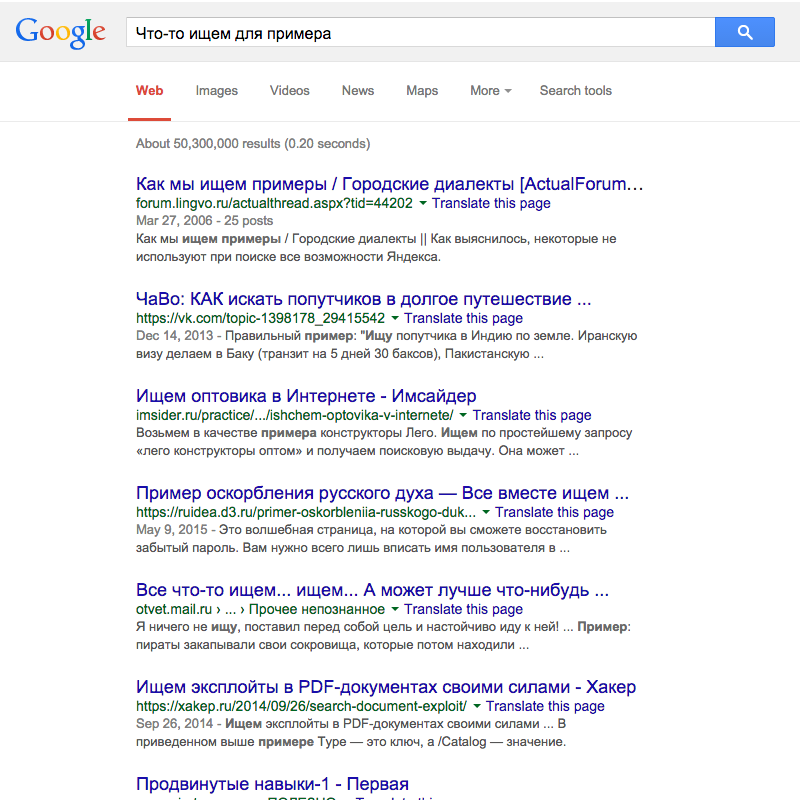 Google
Что-то ищем для примера
Web Images Videos News Maps More Search tools
About 50,300,000 results (0.20 seconds)
Как мы ищем примеры / Городские диалекты [ActualForum…
forum.lingvo.ru/actualthread.aspx?tid=44202 Translate this page
Mar 27, 2006 - 25 posts
Как мы ищем примеры / Городские диалекты || Как выяснилось, некоторые не
используют при поиске все возможности Яндекса.
ЧаВо: КАК искать попутчиков в долгое путешествие ...
https://vk.com/topic-1398178_29415542 Translate this page
Dec 14, 2013 - Правильный пример: "Ищу попутчика в Индию по земле. Иранскую
визу делаем в Баку (транзит на 5 дней 30 баксов), Пакистанскую ...
Ищем оптовика в Интернете - Имсайдер
imsider.ru/practice/.../ishchem-optovika-v-internete/ Translate this page
Возьмем в качестве примера конструкторы Лего. Ищем по простейшему запросу
«лего конструкторы оптом» и получаем поисковую выдачу. Она может ...
Пример оскорбления русского духа — Все вместе ищем ...
https://ruidea.d3.ru/primer-oskorbleniia-russkogo-duk... Translate this page
May 9, 2015 - Это волшебная страница, на которой вы сможете восстановить
забытый пароль. Вам нужно всего лишь вписать имя пользователя в ...
Все что-то ищем... ищем... А может лучше что-нибудь ...
otvet.mail.ru › ... › Прочее непознанное Translate this page
Я ничего не ищу, поставил перед собой цель и настойчиво иду к ней! ... Пример:
пираты закапывали свои сокровища, которые потом находили ...
Ищем эксплойты в PDF-документах своими силами - Хакер
https://xakep.ru/2014/09/26/search-document-exploit/ Translate this page
Sep 26, 2014 - Ищем эксплойты в PDF-документах своими силами ... В
приведенном выше примере Type — это ключ, а /Catalog — значение.
Продвинутые навыки-1 - Первая